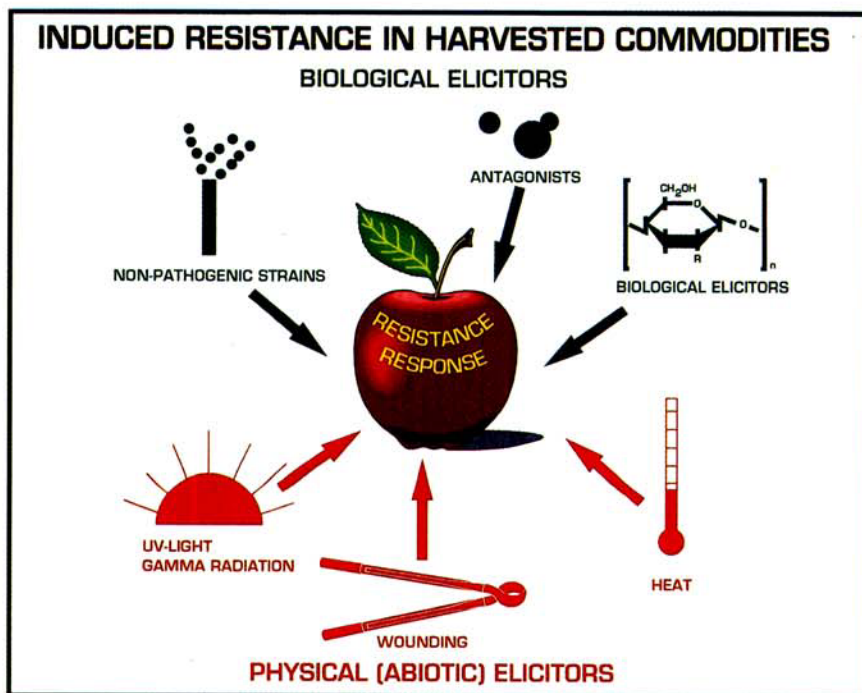 INDUCED RESISTANCE IN HARVESTED COMMODITIES
BIOLOGICAL ELICITORS
ANTAGONISTS
CH2OH
O
O
R
n
NON-PATHOGENIC STRAINS
BIOLOGICAL ELICITORS
RESISTANCE
RESPONSE
UV-LIGHT
GAMMA RADIATION
HEAT
WOUNDING
PHYSICAL (ABIOTIC) ELICITORS